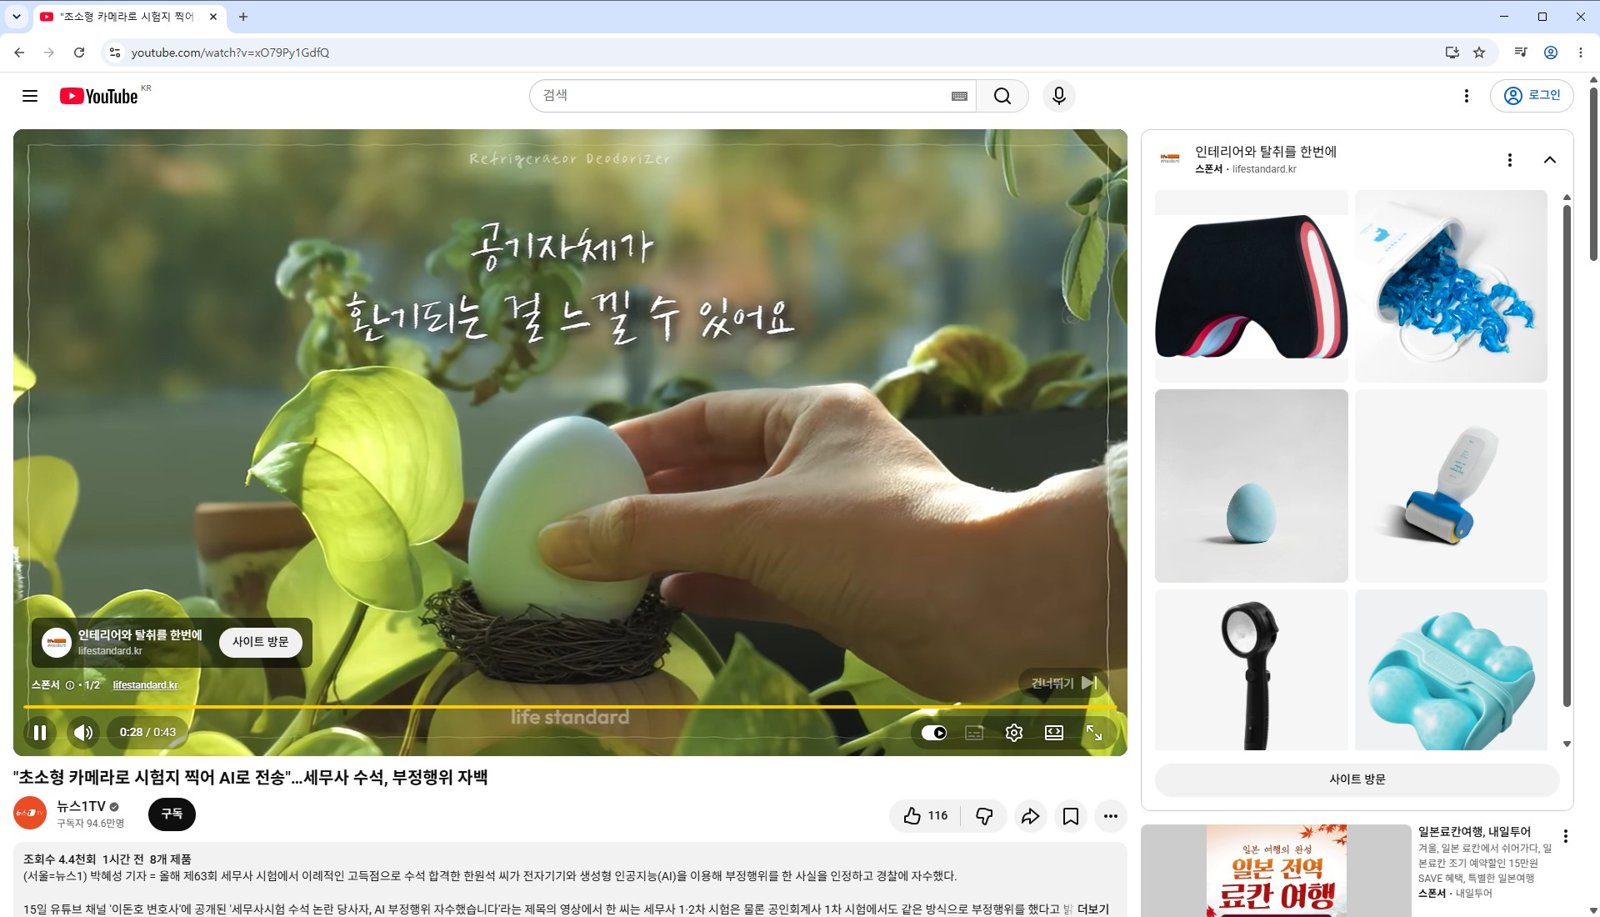 "초소형 카메라로 시험지 찍어
youtube.com/watch?v=xO79Py1GdfQ
YouTube KR
검색
로그인
Refrigerator Deodorizer
공기자체가
환기되는 걸 느낄 수 있어요
인테리어와 탈취를 한번에
lifestandard.kr
사이트 방문
스폰서 · 1/2 lifestandard.kr
건너뛰기
life standard
0:28 / 0:43
인테리어와 탈취를 한번에
스폰서 · lifestandard.kr
사이트 방문
"초소형 카메라로 시험지 찍어 AI로 전송"...세무사 수석, 부정행위 자백
뉴스1TV
구독자 94.6만명
구독
116
조회수 4.4천회 1시간 전 8개 제품
(서울=뉴스1) 박혜성 기자 = 올해 제63회 세무사 시험에서 이례적인 고득점으로 수석 합격한 한원석 씨가 전자기기와 생성형 인공지능(AI)을 이용해 부정행위를 한 사실을 인정하고 경찰에 자수했다.
15일 유튜브 채널 '이돈호 변호사'에 공개된 '세무사시험 수석 논란 당사자, AI 부정행위 자수했습니다'라는 제목의 영상에서 한 씨는 세무사 1·2차 시험은 물론 공인회계사 1차 시험에서도 같은 방식으로 부정행위를 했다고 밝 더보기
일본 여행의 완성
일본 전역
료칸 여행
일본료칸여행, 내일투어
겨울, 일본 료칸에서 쉬어가다, 일
본료칸 조기 예약할인 15만원
SAVE 혜택, 특별한 일본여행
스폰서 · 내일투어